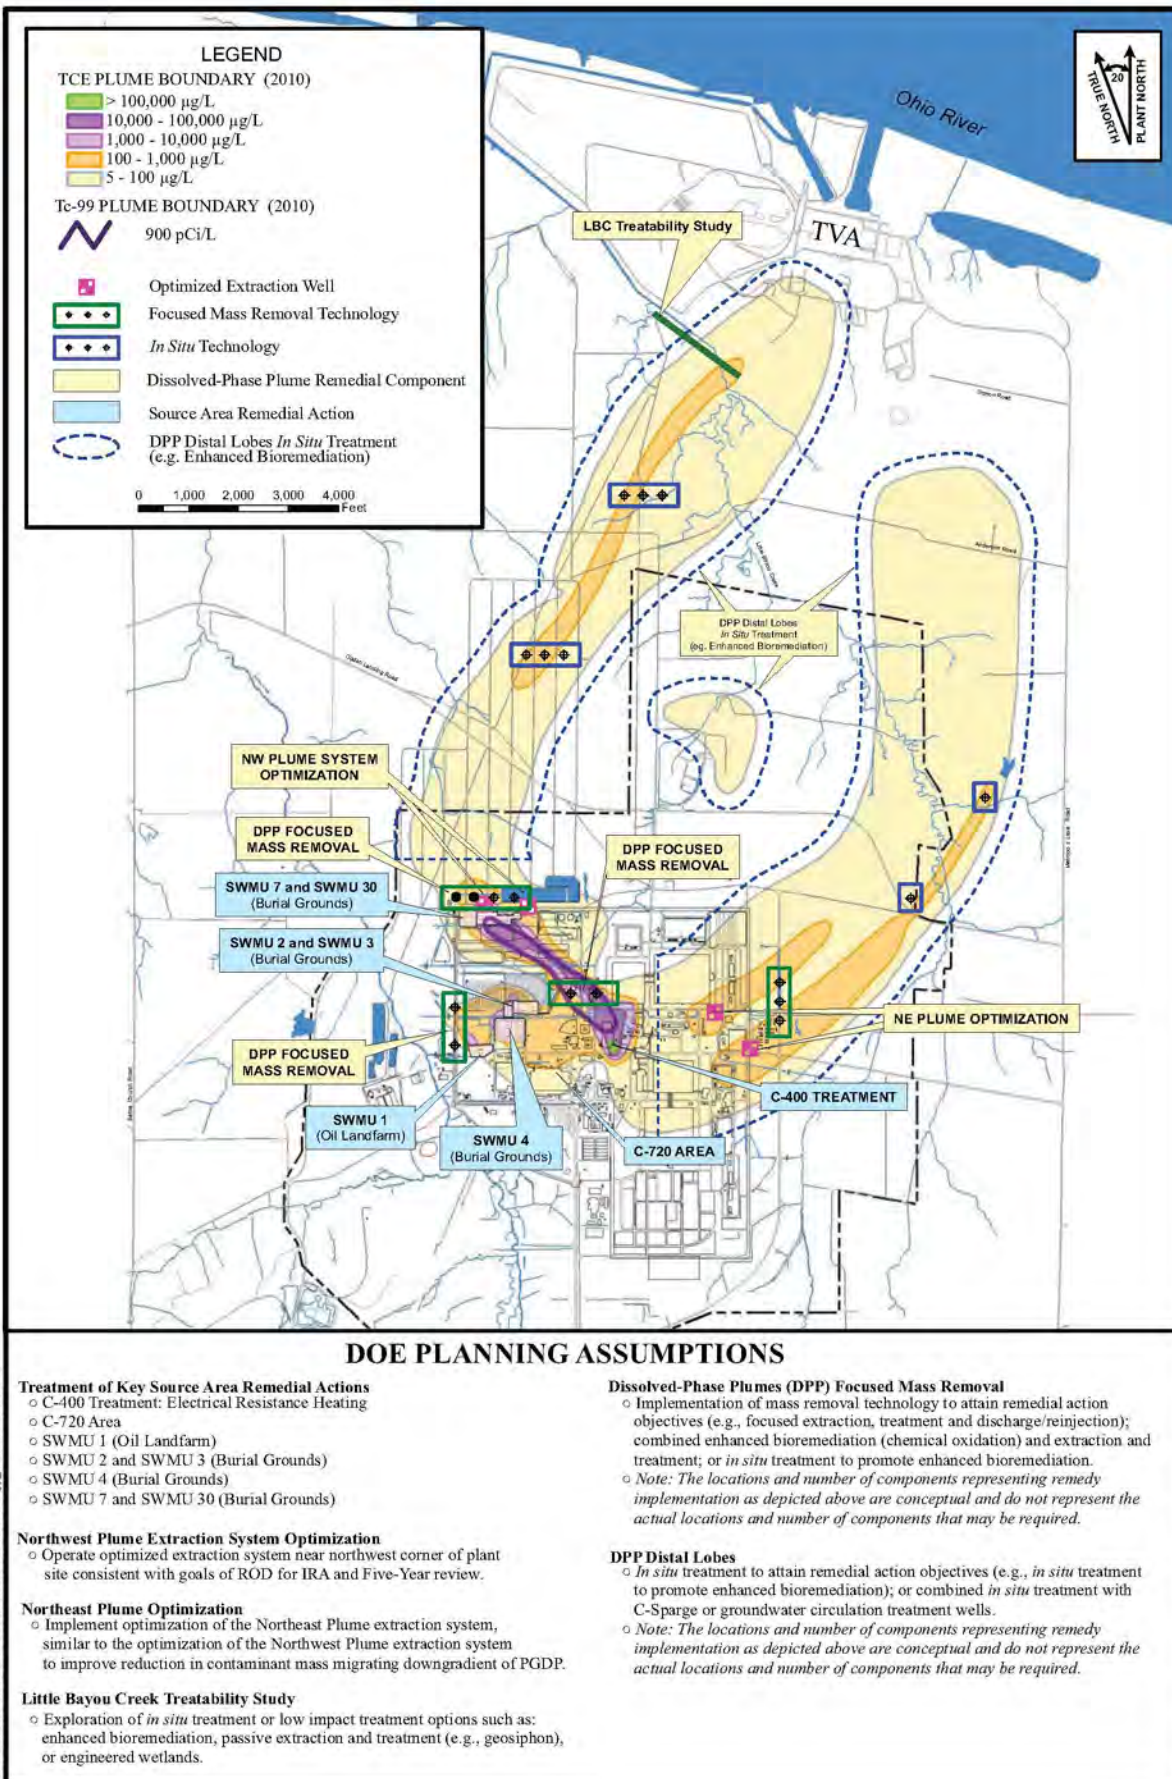 LEGEND
TCE PLUME BOUNDARY (2010)
> 100,000 µg/L
10,000 - 100,000 µg/L
1,000 - 10,000 µg/L
100 - 1,000 µg/L
5 - 100 µg/L
Tc-99 PLUME BOUNDARY (2010)
900 pCi/L
Optimized Extraction Well
Focused Mass Removal Technology
In Situ Technology
Dissolved-Phase Plume Remedial Component
Source Area Remedial Action
DPP Distal Lobes In Situ Treatment
(e.g. Enhanced Bioremediation)
0 1,000 2,000 3,000 4,000
Feet
TRUE NORTH
20
PLANT NORTH
Ohio River
LBC Treatability Study
TVA
Anderson Road
DPP Distal Lobes
In Situ Treatment
(eg. Enhanced Bioremediation)
Ogden Landing Road
NW PLUME SYSTEM
OPTIMIZATION
DPP FOCUSED
MASS REMOVAL
DPP FOCUSED
MASS REMOVAL
SWMU 7 and SWMU 30
(Burial Grounds)
SWMU 2 and SWMU 3
(Burial Grounds)
NE PLUME OPTIMIZATION
DPP FOCUSED
MASS REMOVAL
C-400 TREATMENT
SWMU 1
(Oil Landfarm)
SWMU 4
(Burial Grounds)
C-720 AREA
DOE PLANNING ASSUMPTIONS
Treatment of Key Source Area Remedial Actions
○ C-400 Treatment: Electrical Resistance Heating
○ C-720 Area
○ SWMU 1 (Oil Landfarm)
○ SWMU 2 and SWMU 3 (Burial Grounds)
○ SWMU 4 (Burial Grounds)
○ SWMU 7 and SWMU 30 (Burial Grounds)
Northwest Plume Extraction System Optimization
○ Operate optimized extraction system near northwest corner of plant
site consistent with goals of ROD for IRA and Five-Year review.
Northeast Plume Optimization
○ Implement optimization of the Northeast Plume extraction system,
similar to the optimization of the Northwest Plume extraction system
to improve reduction in contaminant mass migrating downgradient of PGDP.
Little Bayou Creek Treatability Study
○ Exploration of in situ treatment or low impact treatment options such as:
enhanced bioremediation, passive extraction and treatment (e.g., geosiphon),
or engineered wetlands.
Dissolved-Phase Plumes (DPP) Focused Mass Removal
○ Implementation of mass removal technology to attain remedial action
objectives (e.g., focused extraction, treatment and discharge/reinjection);
combined enhanced bioremediation (chemical oxidation) and extraction and
treatment; or in situ treatment to promote enhanced bioremediation.
○ Note: The locations and number of components representing remedy
implementation as depicted above are conceptual and do not represent the
actual locations and number of components that may be required.
DPP Distal Lobes
○ In situ treatment to attain remedial action objectives (e.g., in situ treatment
to promote enhanced bioremediation); or combined in situ treatment with
C-Sparge or groundwater circulation treatment wells.
○ Note: The locations and number of components representing remedy
implementation as depicted above are conceptual and do not represent the
actual locations and number of components that may be required.